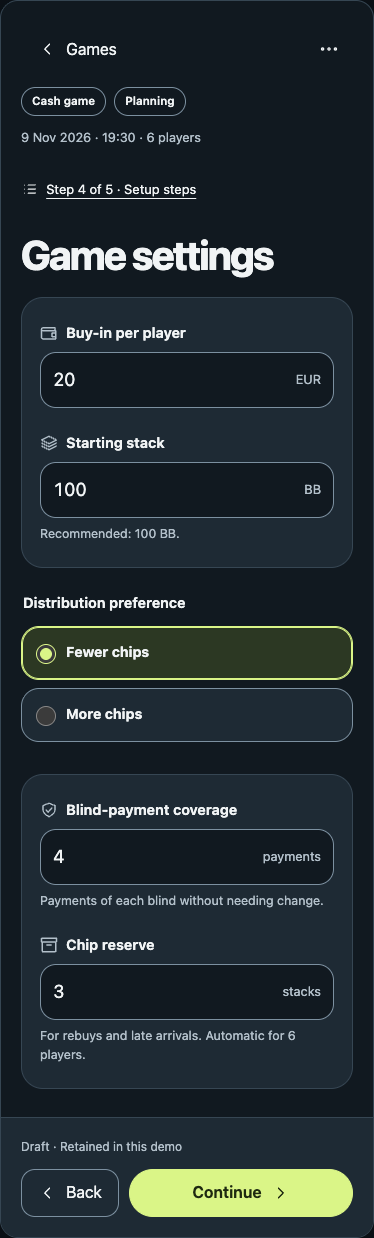 Games
Cash game
Planning
9 Nov 2026 · 19:30 · 6 players
Step 4 of 5 · Setup steps
Game settings
Buy-in per player
20 EUR
Starting stack
100 BB
Recommended: 100 BB.
Distribution preference
Fewer chips
More chips
Blind-payment coverage
4 payments
Payments of each blind without needing change.
Chip reserve
3 stacks
For rebuys and late arrivals. Automatic for 6
players.
Draft · Retained in this demo
Back
Continue